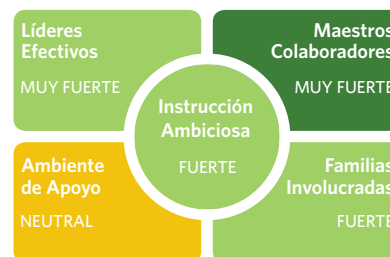 Líderes
Efectivos
MUY FUERTE
Maestros
Colaboradores
MUY FUERTE
Instrucción
Ambiciosa
FUERTE
Ambiente
de Apoyo
NEUTRAL
Familias
Involucradas
FUERTE